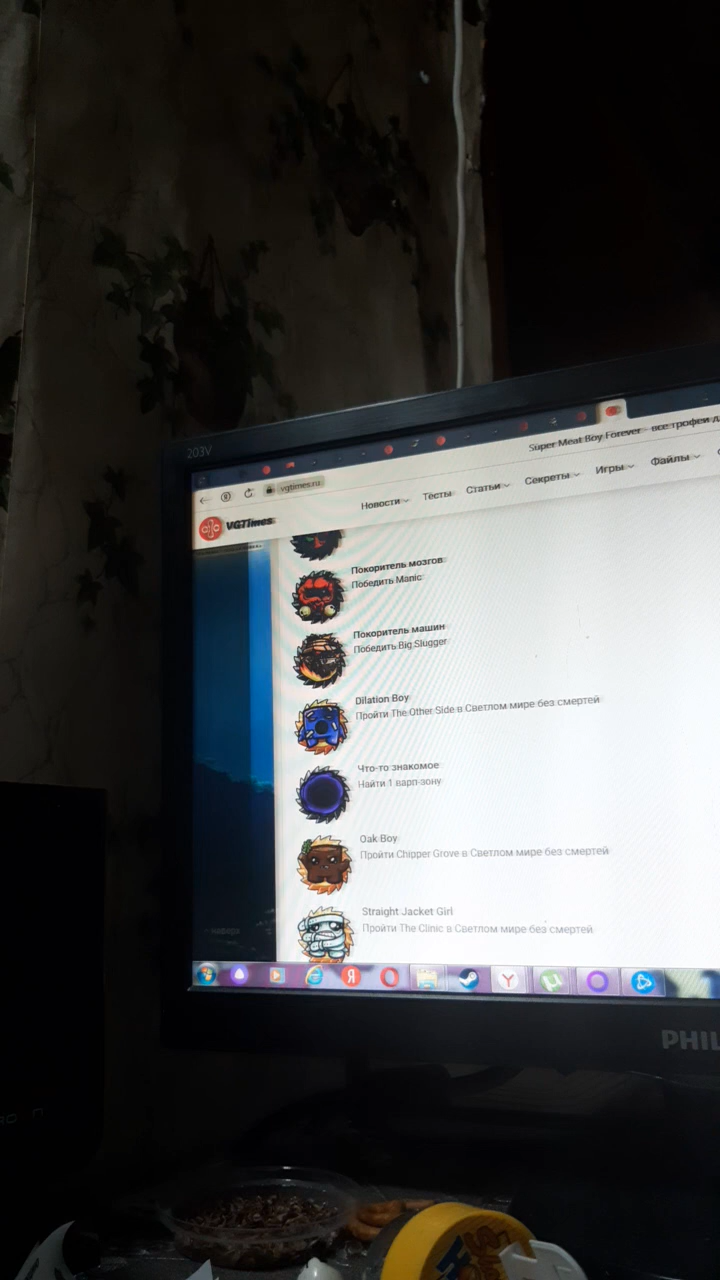 203V
Super Meat Boy Forever - все трофеи д
vgtimes.ru
VGTimes
Новости Тесты Статьи Секреты Игры Файлы
Покоритель мозгов
Победить Manic
Покоритель машин
Победить Big Slugger
Dilation Boy
Пройти The Other Side в Светлом мире без смертей
Что-то знакомое
Найти 1 варп-зону
Oak Boy
Пройти Chipper Grove в Светлом мире без смертей
Straight Jacket Girl
Пройти The Clinic в Светлом мире без смертей
PHIL